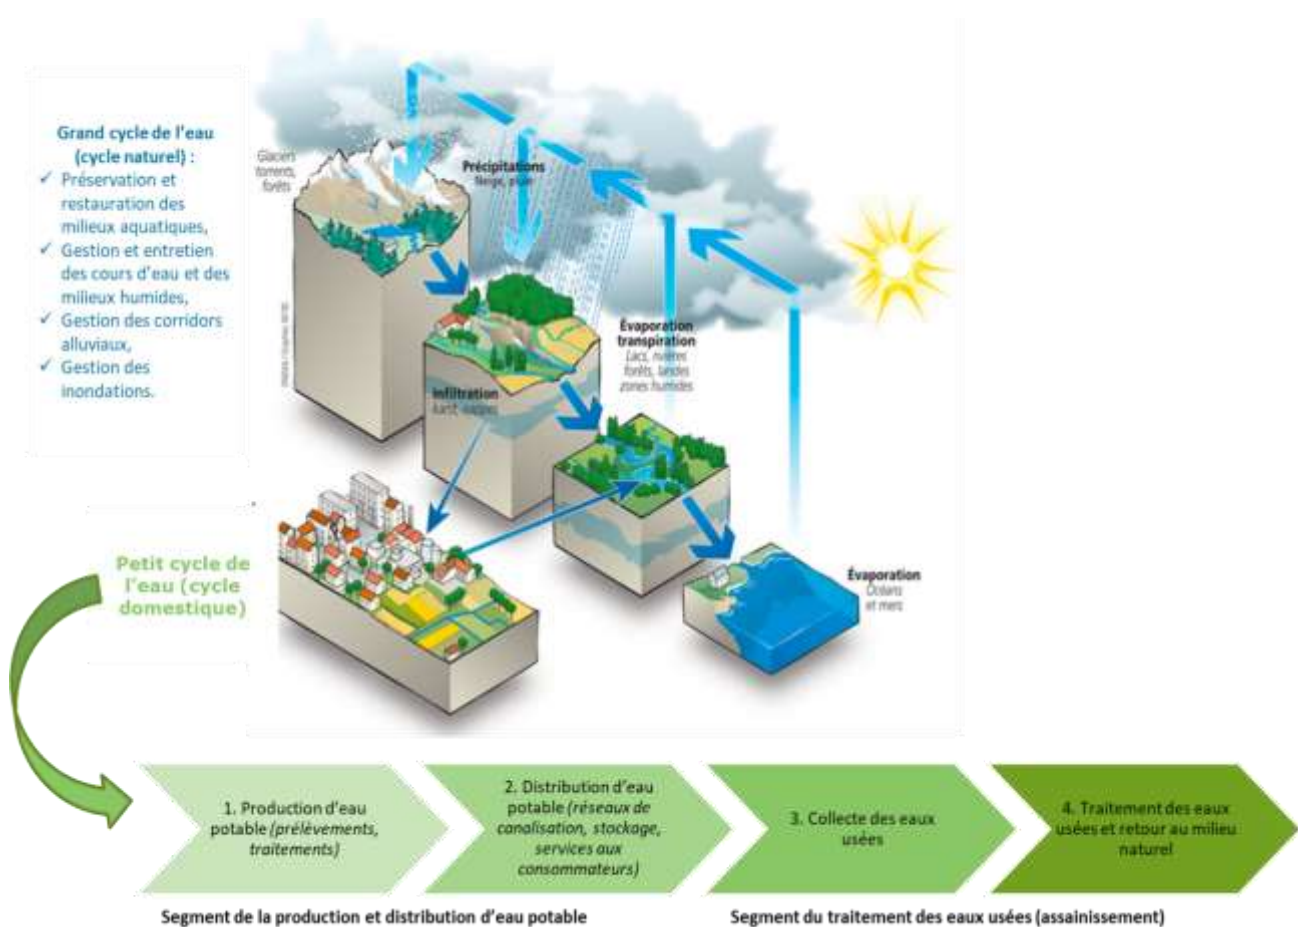 Grand cycle de l'eau
(cycle naturel) :
✓ Préservation et
restauration des
milieux aquatiques,
✓ Gestion et entretien
des cours d'eau et des
milieux humides,
✓ Gestion des corridors
alluviaux,
✓ Gestion des
inondations.
Glaciers
torrents,
forêts
Précipitations
Neige, pluie
Évaporation
transpiration
Lacs, rivières
forêts, landes
zones humides
Infiltration
karst, nappes
Évaporation
Océans
et mers
Petit cycle de
l'eau (cycle
domestique)
1. Production d'eau
potable (prélèvements,
traitements)
2. Distribution d'eau
potable (réseaux de
canalisation, stockage,
services aux
consommateurs)
3. Collecte des eaux
usées
4. Traitement des eaux
usées et retour au milieu
naturel
Segment de la production et distribution d'eau potable
Segment du traitement des eaux usées (assainissement)